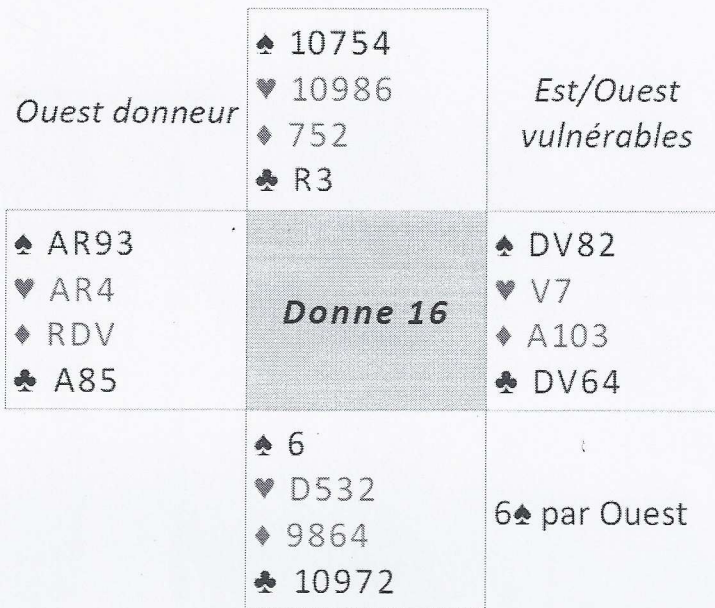 ♠ 10754
♥ 10986
♦ 752
♣ R3
Ouest donneur
Est/Ouest
vulnérables
♠ AR93
♥ AR4
♦ RDV
♣ A85
Donne 16
♠ DV82
♥ V7
♦ A103
♣ DV64
♠ 6
♥ D532
♦ 9864
♣ 10972
6♠ par Ouest